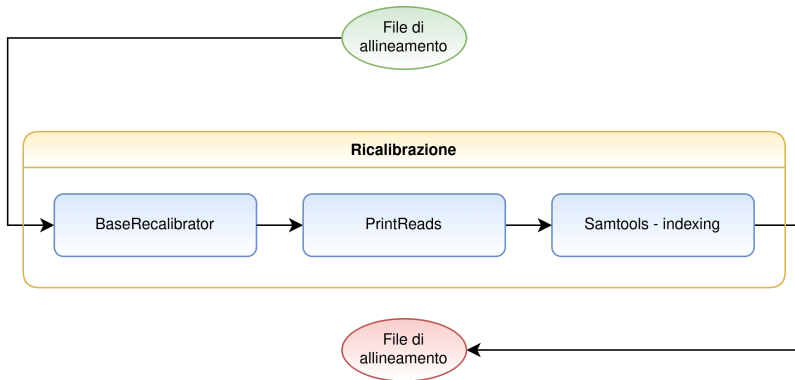 File di
allineamento
Ricalibrazione
BaseRecalibrator
PrintReads
Samtools - indexing
File di
allineamento